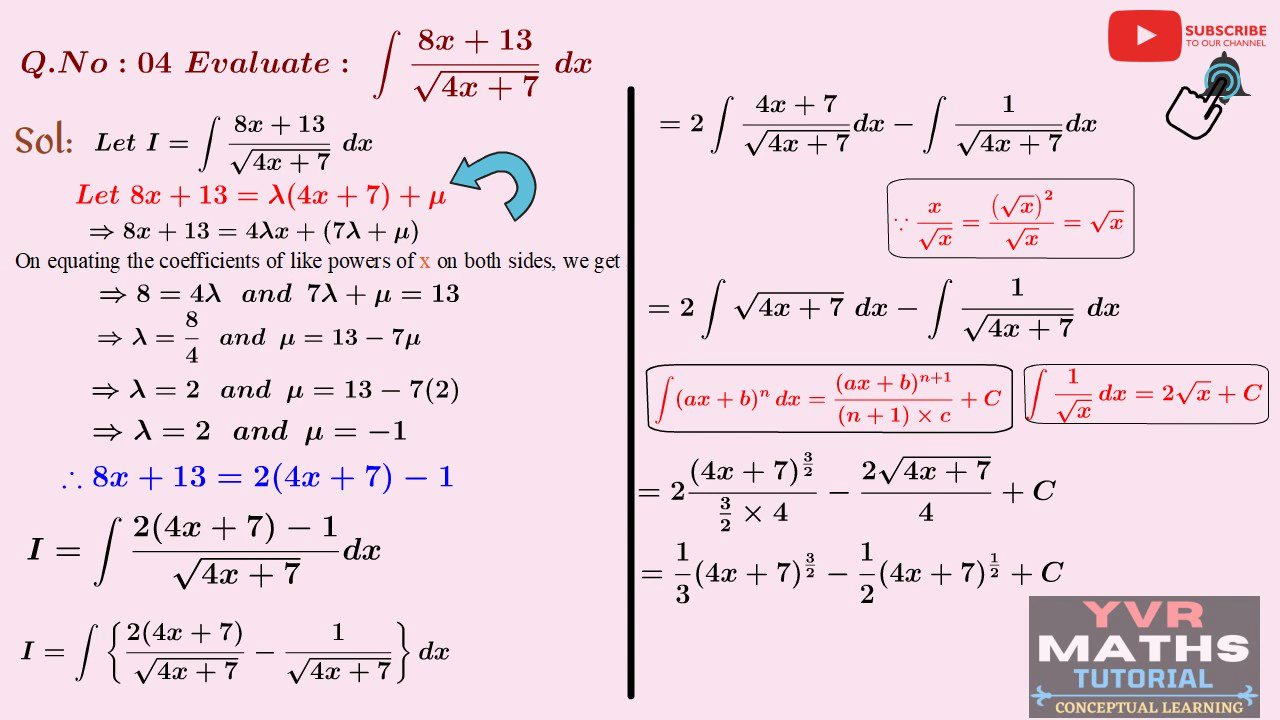 Q.No : 04 Evaluate : ∫ (8x + 13)/√(4x + 7) dx
Sol: Let I = ∫ (8x + 13)/√(4x + 7) dx
Let 8x + 13 = λ(4x + 7) + μ
⇒ 8x + 13 = 4λx + (7λ + μ)
On equating the coefficients of like powers of x on both sides, we get
⇒ 8 = 4λ and 7λ + μ = 13
⇒ λ = 8/4 and μ = 13 − 7μ
⇒ λ = 2 and μ = 13 − 7(2)
⇒ λ = 2 and μ = −1
∴ 8x + 13 = 2(4x + 7) − 1
I = ∫ (2(4x + 7) − 1)/√(4x + 7) dx
I = ∫ {2(4x + 7)/√(4x + 7) − 1/√(4x + 7)} dx
SUBSCRIBE
TO OUR CHANNEL
= 2 ∫ (4x + 7)/√(4x + 7) dx − ∫ 1/√(4x + 7) dx
∵ x/√x = (√x)²/√x = √x
= 2 ∫ √(4x + 7) dx − ∫ 1/√(4x + 7) dx
∫ (ax + b)ⁿ dx = (ax + b)ⁿ⁺¹/((n + 1) × c) + C
∫ 1/√x dx = 2√x + C
= 2 (4x + 7)^(3/2)/(3/2 × 4) − 2√(4x + 7)/4 + C
= 1/3 (4x + 7)^(3/2) − 1/2 (4x + 7)^(1/2) + C
YVR
MATHS
TUTORIAL
CONCEPTUAL LEARNING